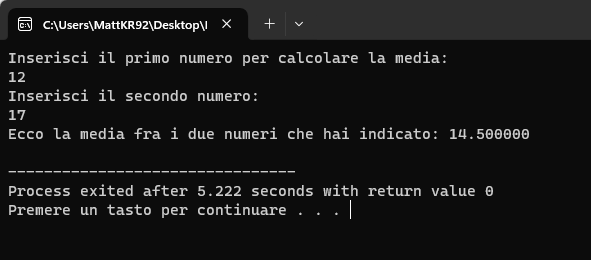 C:\Users\MattKR92\Desktop\I
Inserisci il primo numero per calcolare la media:
12
Inserisci il secondo numero:
17
Ecco la media fra i due numeri che hai indicato: 14.500000
--------------------------------
Process exited after 5.222 seconds with return value 0
Premere un tasto per continuare . . .